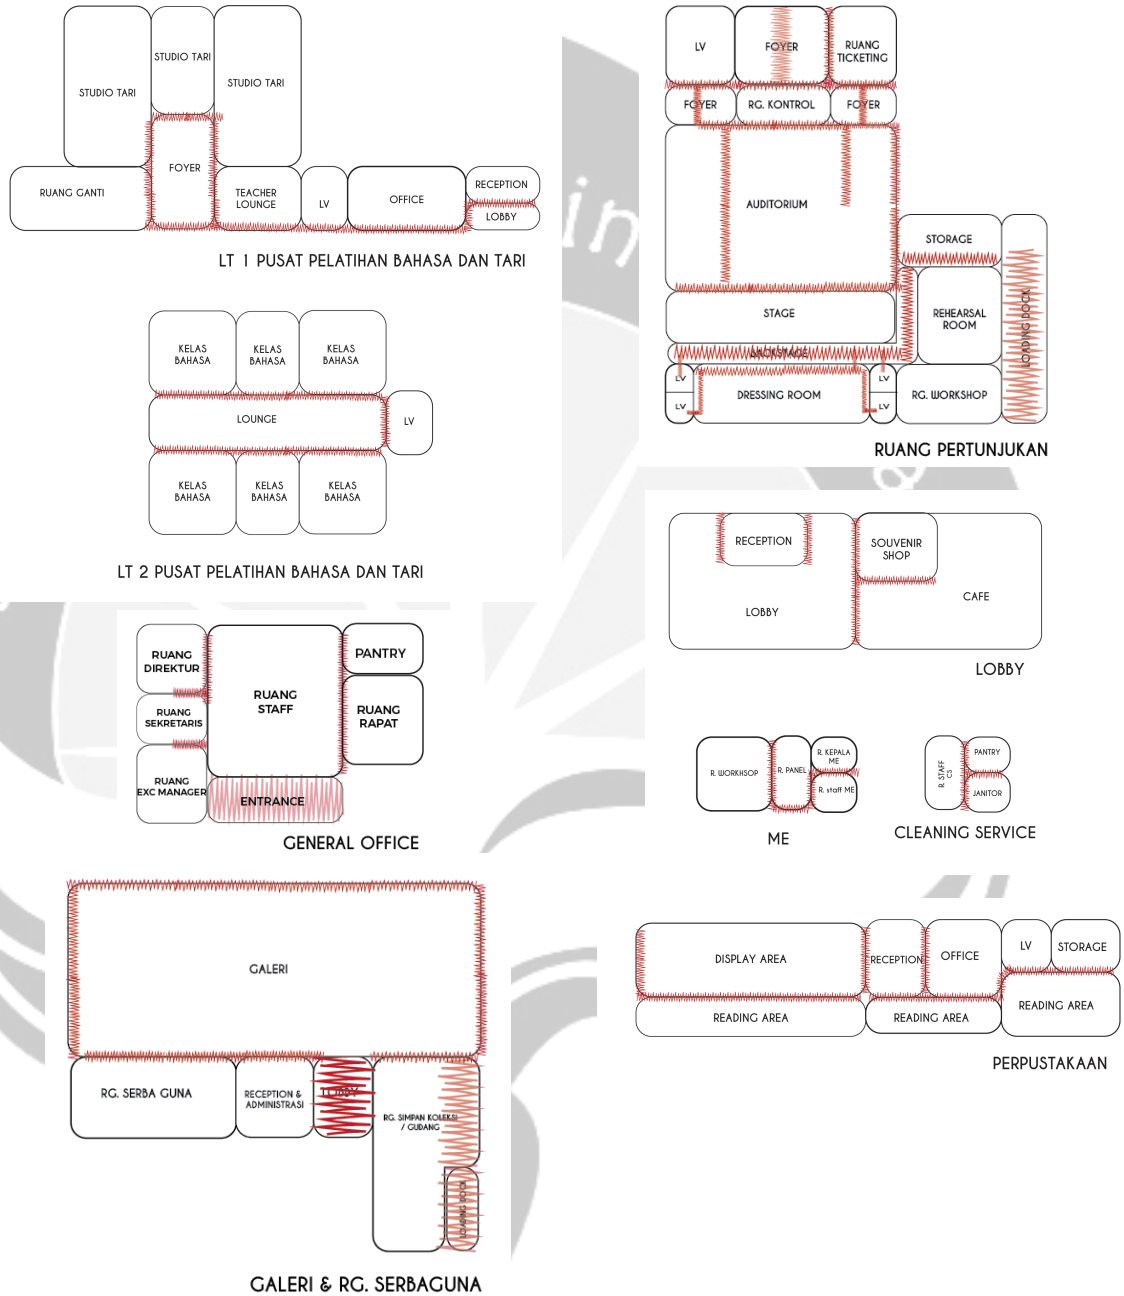 STUDIO TARI
STUDIO TARI
STUDIO TARI
FOYER
RUANG GANTI
TEACHER
LOUNGE
LV
OFFICE
RECEPTION
LOBBY
LT 1 PUSAT PELATIHAN BAHASA DAN TARI
KELAS
BAHASA
KELAS
BAHASA
KELAS
BAHASA
LOUNGE
LV
KELAS
BAHASA
KELAS
BAHASA
KELAS
BAHASA
LT 2 PUSAT PELATIHAN BAHASA DAN TARI
RUANG
DIREKTUR
RUANG
SEKRETARIS
RUANG
EXC MANAGER
RUANG
STAFF
PANTRY
RUANG
RAPAT
ENTRANCE
GENERAL OFFICE
GALERI
RG. SERBA GUNA
RECEPTION &
ADMINISTRASI
LOBBY
RG. SIMPAN KOLEKSI
/ GUDANG
LOADING DOCK
GALERI & RG. SERBAGUNA
LV
FOYER
RUANG
TICKETING
FOYER
RG. KONTROL
FOYER
AUDITORIUM
STORAGE
STAGE
REHEARSAL
ROOM
LOADING DOCK
BACKSTAGE
LV
LV
DRESSING ROOM
LV
LV
RG. WORKSHOP
RUANG PERTUNJUKAN
in
&
RECEPTION
SOUVENIR
SHOP
LOBBY
CAFE
LOBBY
R. WORKHSOP
R. PANEL
R. KEPALA
ME
R. staff ME
ME
R. STAFF
CS
PANTRY
JANITOR
CLEANING SERVICE
DISPLAY AREA
RECEPTION
OFFICE
LV
STORAGE
READING AREA
READING AREA
READING AREA
PERPUSTAKAAN